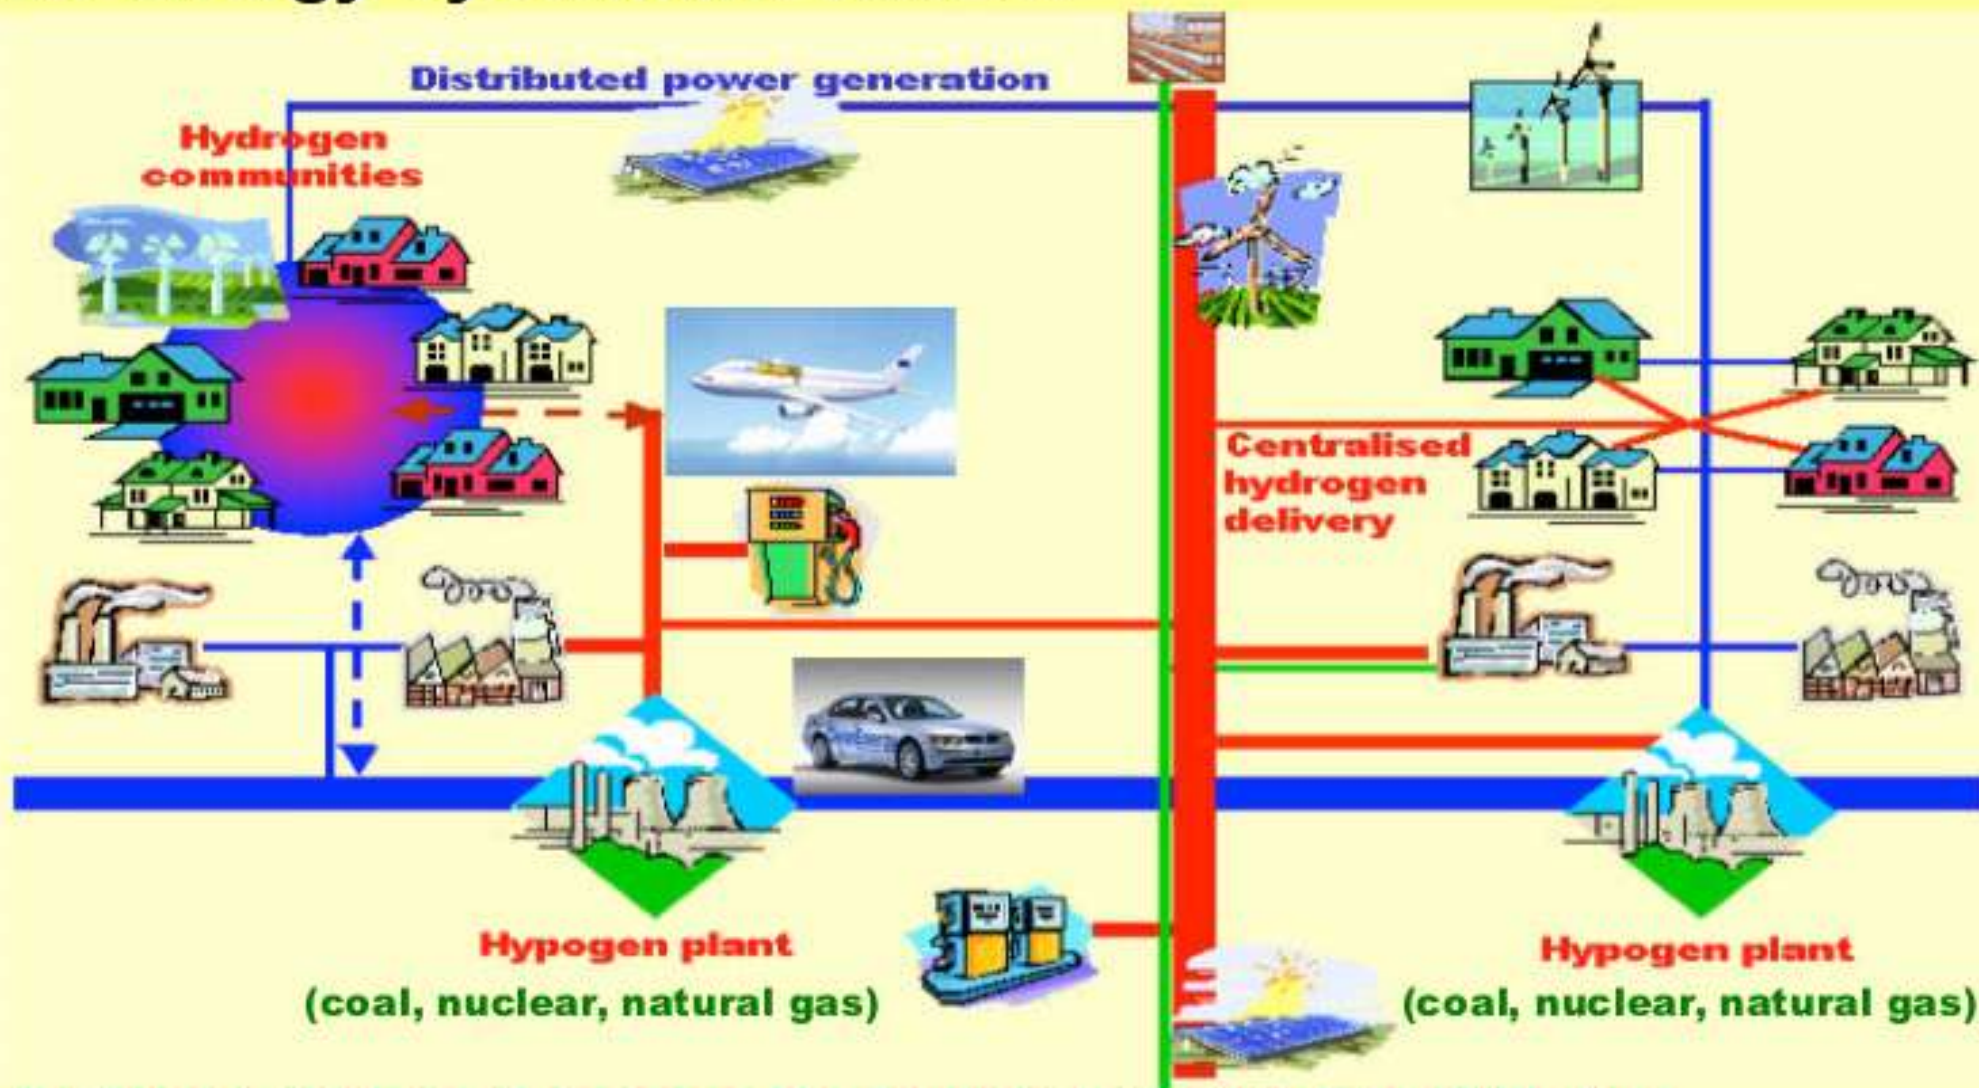 Distributed power generation
Hydrogen
communities
Centralised
hydrogen
delivery
Hypogen plant
(coal, nuclear, natural gas)
Hypogen plant
(coal, nuclear, natural gas)